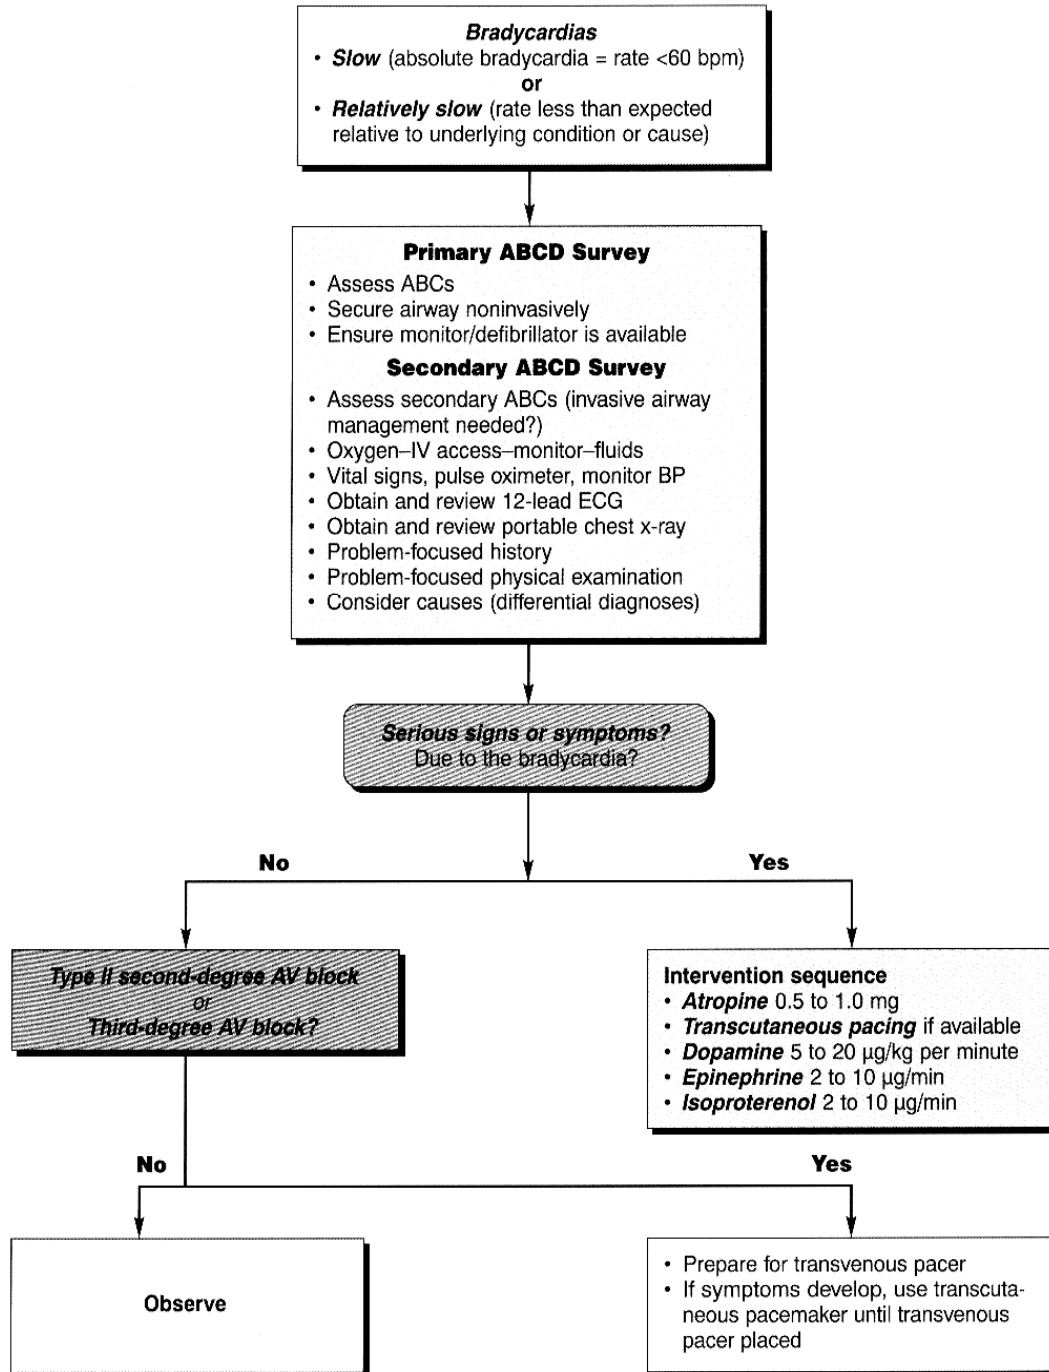 Bradycardias
• Slow (absolute bradycardia = rate <60 bpm)
or
• Relatively slow (rate less than expected
relative to underlying condition or cause)
Primary ABCD Survey
• Assess ABCs
• Secure airway noninvasively
• Ensure monitor/defibrillator is available
Secondary ABCD Survey
• Assess secondary ABCs (invasive airway
management needed?)
• Oxygen–IV access–monitor–fluids
• Vital signs, pulse oximeter, monitor BP
• Obtain and review 12-lead ECG
• Obtain and review portable chest x-ray
• Problem-focused history
• Problem-focused physical examination
• Consider causes (differential diagnoses)
Serious signs or symptoms?
Due to the bradycardia?
No
Yes
Type II second-degree AV block
or
Third-degree AV block?
Intervention sequence
• Atropine 0.5 to 1.0 mg
• Transcutaneous pacing if available
• Dopamine 5 to 20 µg/kg per minute
• Epinephrine 2 to 10 µg/min
• Isoproterenol 2 to 10 µg/min
No
Yes
Observe
• Prepare for transvenous pacer
• If symptoms develop, use transcuta-
neous pacemaker until transvenous
pacer placed